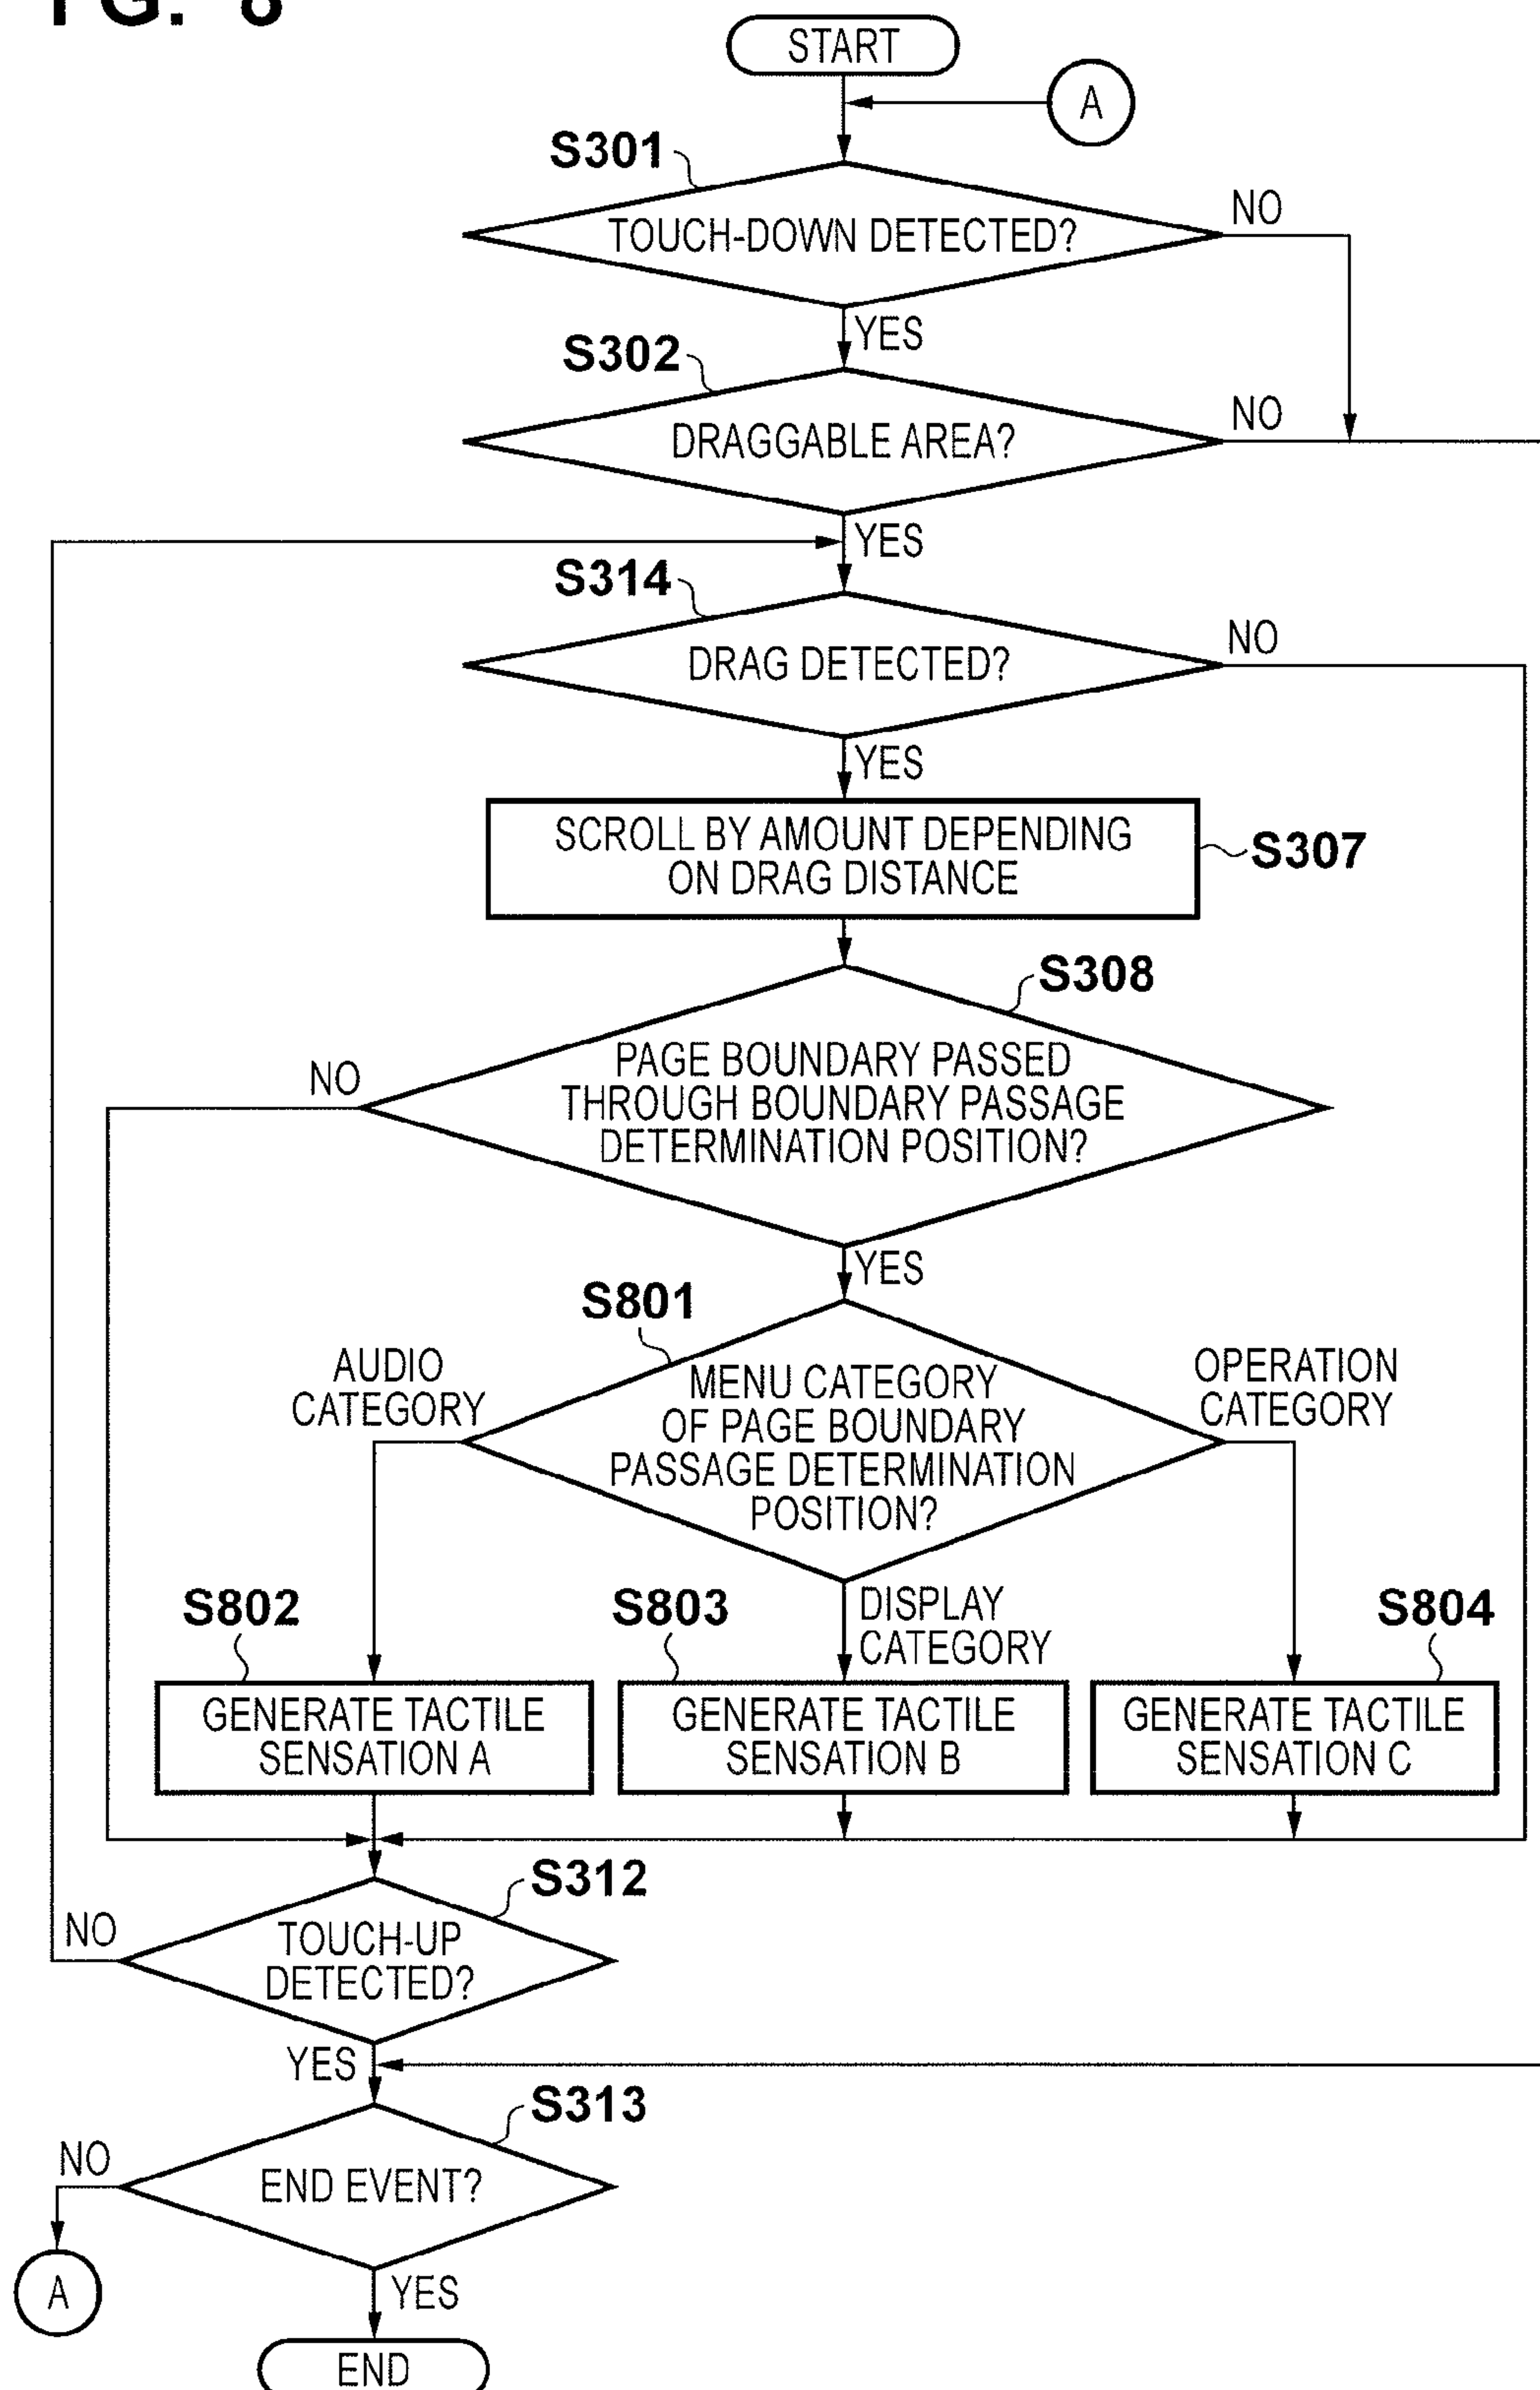 FIG. 8
START
A
S301
TOUCH-DOWN DETECTED?
NO
YES
S302
DRAGGABLE AREA?
NO
YES
S314
DRAG DETECTED?
NO
YES
SCROLL BY AMOUNT DEPENDING
ON DRAG DISTANCE
S307
S308
PAGE BOUNDARY PASSED
THROUGH BOUNDARY PASSAGE
DETERMINATION POSITION?
NO
YES
S801
MENU CATEGORY
OF PAGE BOUNDARY
PASSAGE DETERMINATION
POSITION?
AUDIO
CATEGORY
OPERATION
CATEGORY
DISPLAY
CATEGORY
S802
GENERATE TACTILE
SENSATION A
S803
GENERATE TACTILE
SENSATION B
S804
GENERATE TACTILE
SENSATION C
S312
TOUCH-UP
DETECTED?
NO
YES
S313
END EVENT?
NO
A
YES
END